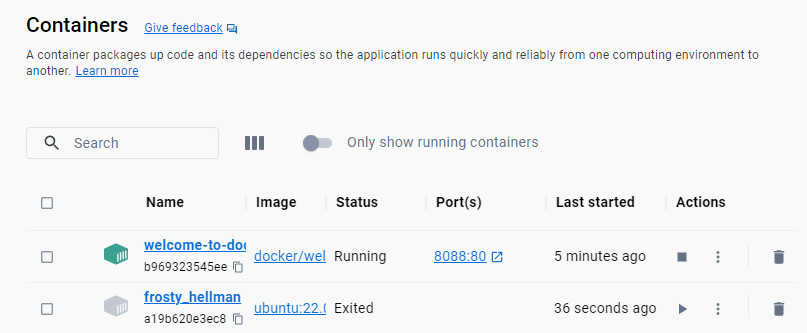 Containers Give feedback
A container packages up code and its dependencies so the application runs quickly and reliably from one computing environment to
another. Learn more
Search
Only show running containers
Name Image Status Port(s) Last started Actions
welcome-to-doc docker/wel Running 8088:80 5 minutes ago
b969323545ee
frosty_hellman ubuntu:22.0 Exited 36 seconds ago
a19b620e3ec8